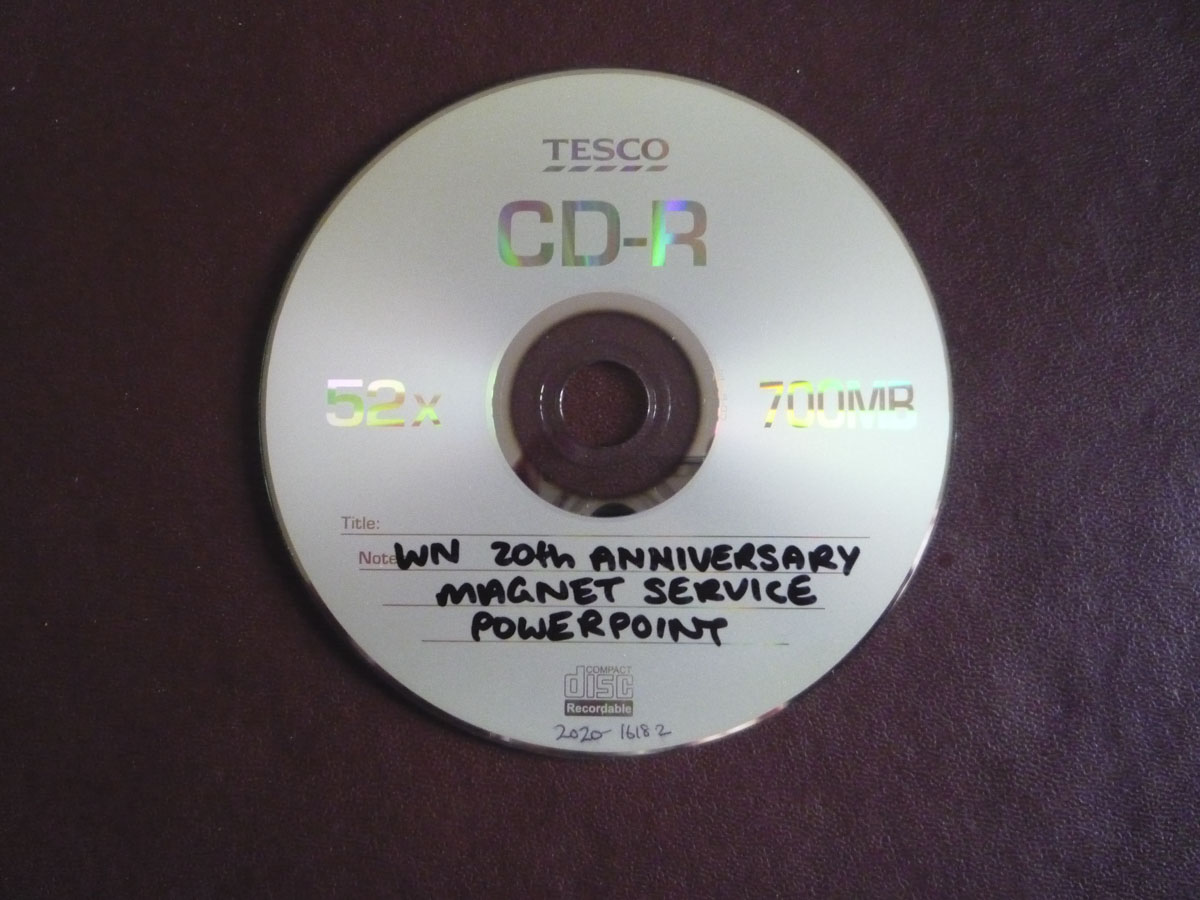 TESCO
CD-R
52x
700MB
Title:
Note WN 20th ANNIVERSARY
MAGNET SERVICE
POWERPOINT
COMPACT
disc
Recordable
2020-16182